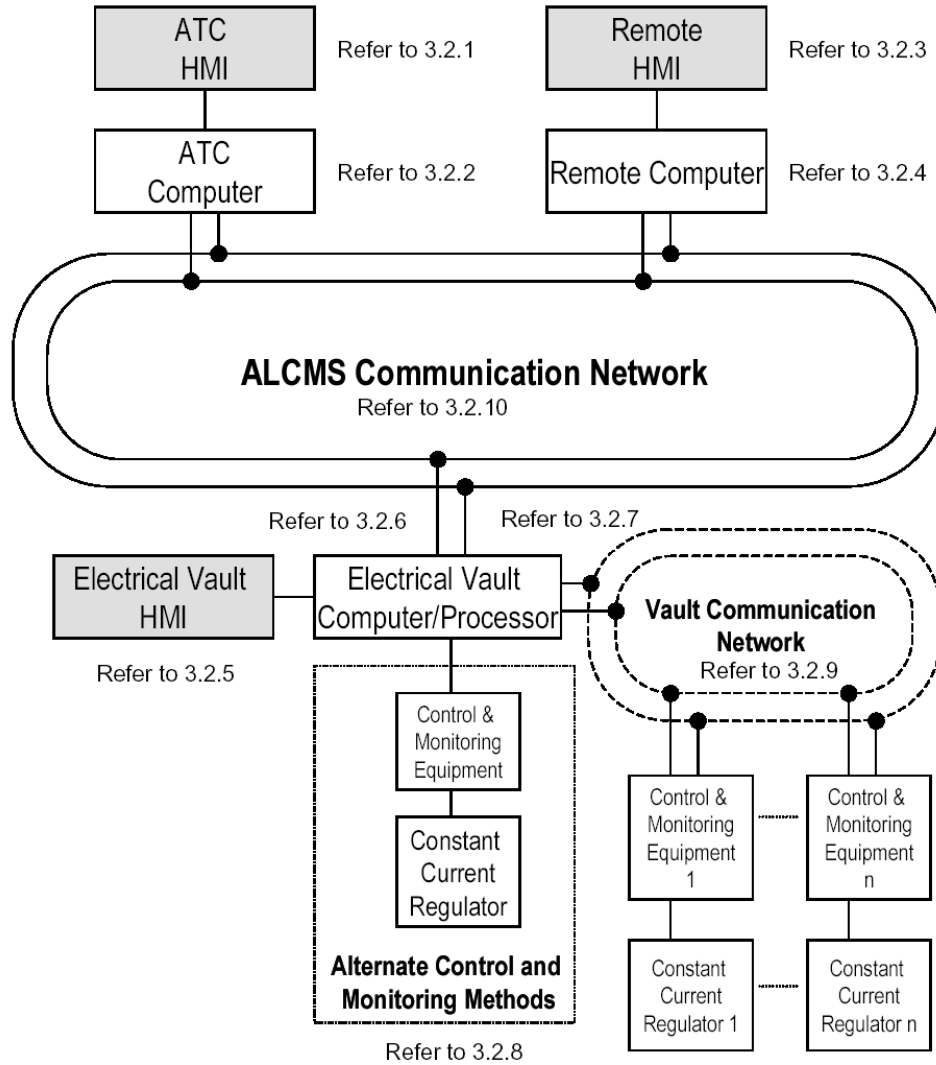 ATC
HMI
Refer to 3.2.1
Remote
HMI
Refer to 3.2.3
ATC
Computer
Refer to 3.2.2
Remote Computer
Refer to 3.2.4
ALCMS Communication Network
Refer to 3.2.10
Refer to 3.2.6
Refer to 3.2.7
Electrical Vault
HMI
Refer to 3.2.5
Electrical Vault
Computer/Processor
Vault Communication
Network
Refer to 3.2.9
Control &
Monitoring
Equipment
Constant
Current
Regulator
Alternate Control and
Monitoring Methods
Refer to 3.2.8
Control &
Monitoring
Equipment
1
Control &
Monitoring
Equipment
n
Constant
Current
Regulator 1
Constant
Current
Regulator n